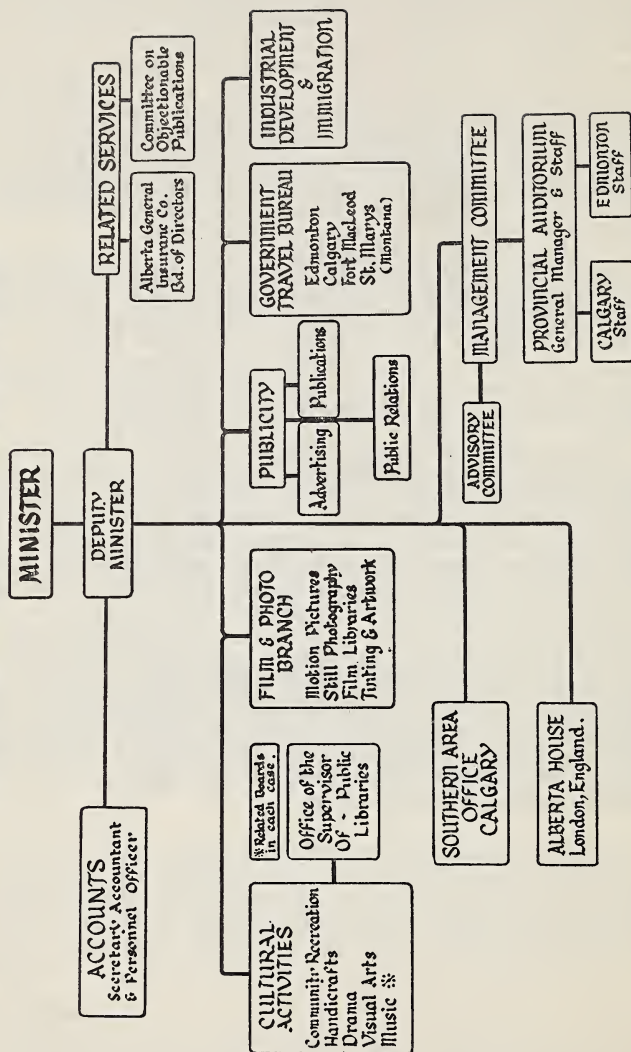 MINISTER
DEPUTY
MINISTER
ACCOUNTS
Secretary Accountant
& Personnel Officer
RELATED SERVICES
Alberta General
Insurance Co.
Bd. of Directors
Committee on
Objectionable
Publications
CULTURAL
ACTIVITIES
Community Recreation
Handicrafts
Drama
Visual Arts
Music ※
※ Related Boards
in each case.
Office of the
Supervisor
Of - Public
Libraries
FILM & PHOTO
BRANCH
Motion Pictures
Still Photography
Film Libraries
Tinting & Artwork
PUBLICITY
Advertising
Publications
Public Relations
GOVERNMENT
TRAVEL BUREAU
Edmonton
Calgary
Fort MacLeod
St. Marys
(Montana)
INDUSTRIAL
DEVELOPMENT
&
IMMIGRATION
SOUTHERN AREA
OFFICE
CALGARY
ALBERTA HOUSE
London, England.
MANAGEMENT COMMITTEE
ADVISORY
COMMITTEE
PROVINCIAL AUDITORIUM
General Manager & Staff
CALGARY
Staff
EDMONTON
Staff